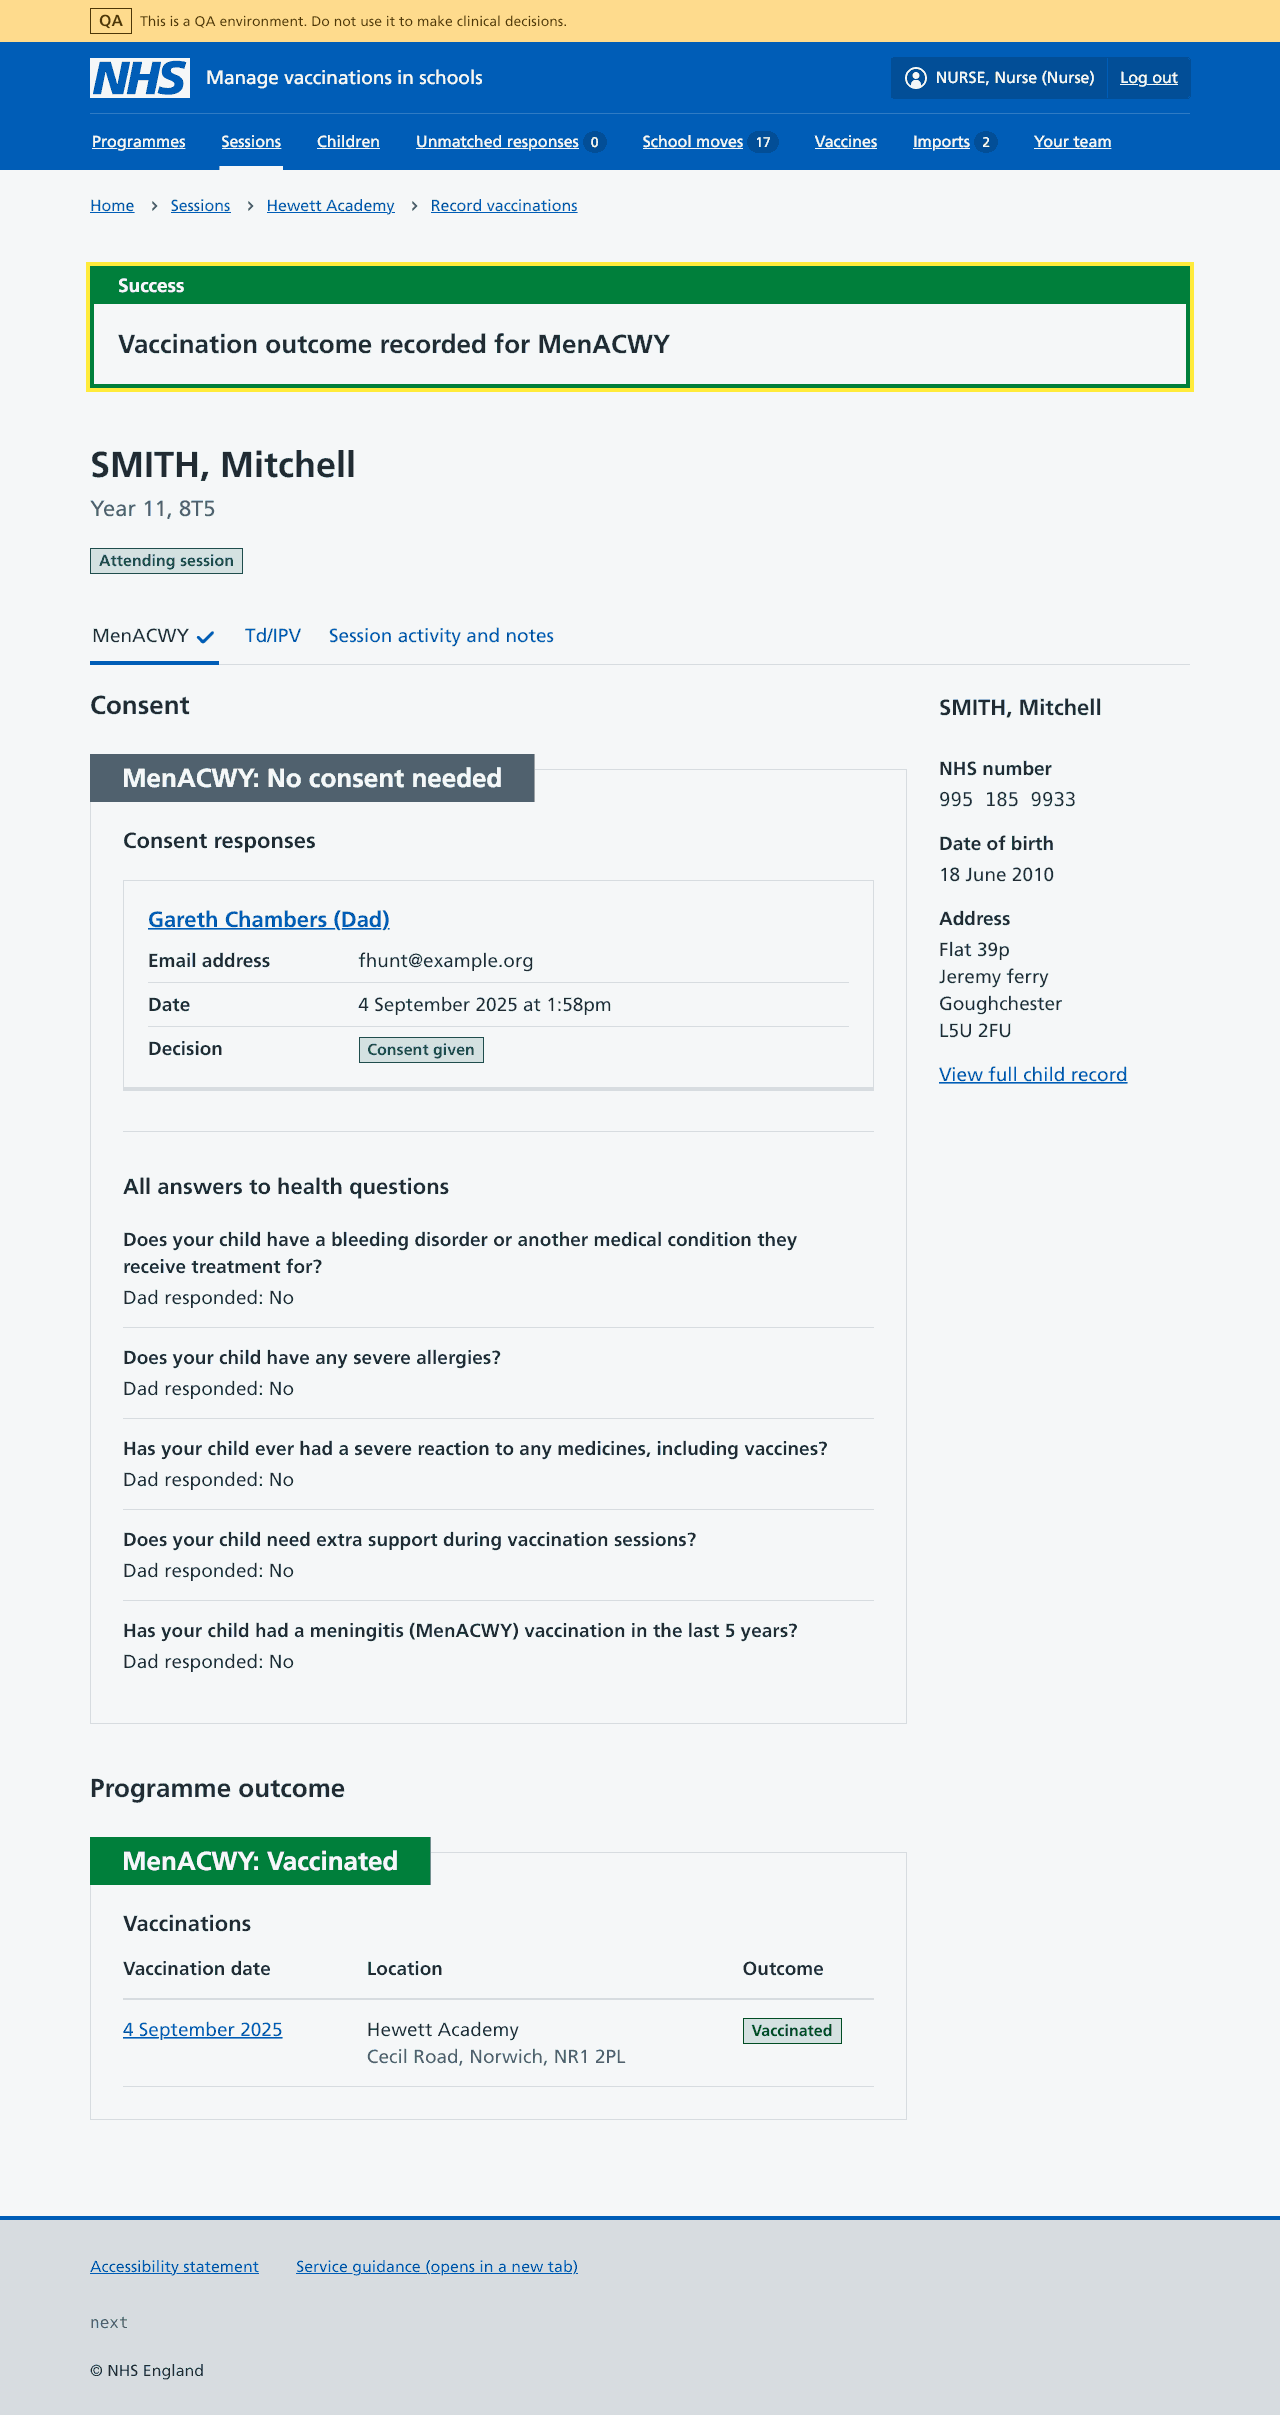 QA This is a QA environment. Do not use it to make clinical decisions.
NHS Manage vaccinations in schools NURSE, Nurse (Nurse) Log out
Programmes Sessions Children Unmatched responses 0 School moves 17 Vaccines Imports 2 Your team
Home Sessions Hewett Academy Record vaccinations
Success
Vaccination outcome recorded for MenACWY
SMITH, Mitchell
Year 11, 8T5
Attending session
MenACWY Td/IPV Session activity and notes
Consent
MenACWY: No consent needed
Consent responses
Gareth Chambers (Dad)
Email address fhunt@example.org
Date 4 September 2025 at 1:58pm
Decision Consent given
All answers to health questions
Does your child have a bleeding disorder or another medical condition they
receive treatment for?
Dad responded: No
Does your child have any severe allergies?
Dad responded: No
Has your child ever had a severe reaction to any medicines, including vaccines?
Dad responded: No
Does your child need extra support during vaccination sessions?
Dad responded: No
Has your child had a meningitis (MenACWY) vaccination in the last 5 years?
Dad responded: No
SMITH, Mitchell
NHS number
995 185 9933
Date of birth
18 June 2010
Address
Flat 39p
Jeremy ferry
Goughchester
L5U 2FU
View full child record
Programme outcome
MenACWY: Vaccinated
Vaccinations
Vaccination date Location Outcome
4 September 2025 Hewett Academy Vaccinated
Cecil Road, Norwich, NR1 2PL
Accessibility statement Service guidance (opens in a new tab)
next
© NHS England